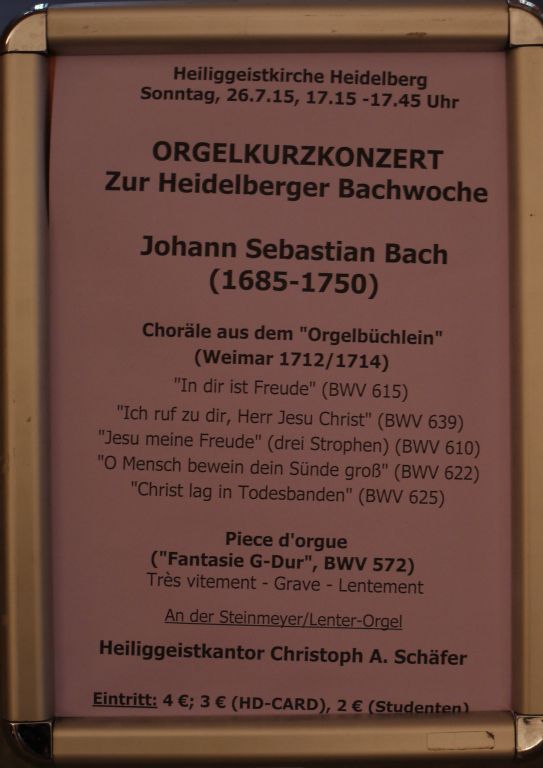 Heiliggeistkirche Heidelberg
Sonntag, 26.7.15, 17.15 -17.45 Uhr
ORGELKURZKONZERT
Zur Heidelberger Bachwoche
Johann Sebastian Bach
(1685-1750)
Choräle aus dem "Orgelbüchlein"
(Weimar 1712/1714)
"In dir ist Freude" (BWV 615)
"Ich ruf zu dir, Herr Jesu Christ" (BWV 639)
"Jesu meine Freude" (drei Strophen) (BWV 610)
"O Mensch bewein dein Sünde groß" (BWV 622)
"Christ lag in Todesbanden" (BWV 625)
Piece d'orgue
("Fantasie G-Dur", BWV 572)
Très vitement - Grave - Lentement
An der Steinmeyer/Lenter-Orgel
Heiliggeistkantor Christoph A. Schäfer
Eintritt: 4 €; 3 € (HD-CARD), 2 € (Studenten)